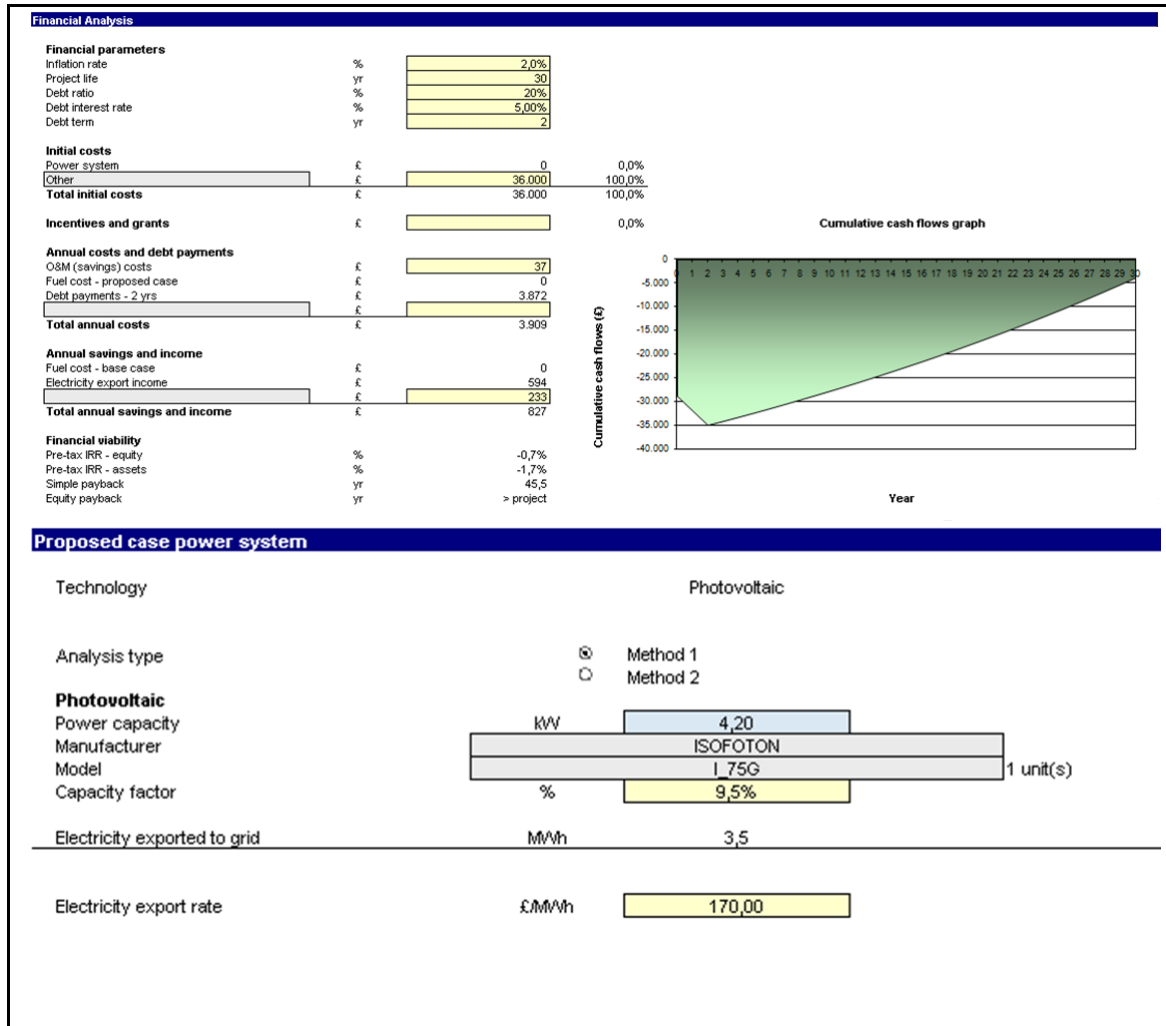 Financial Analysis
Financial parameters
Inflation rate % 2,0%
Project life yr 30
Debt ratio % 20%
Debt interest rate % 5,00%
Debt term yr 2
Initial costs
Power system £ 0 0,0%
Other £ 36.000 100,0%
Total initial costs £ 36.000 100,0%
Incentives and grants £ 0,0%
Annual costs and debt payments
O&M (savings) costs £ 37
Fuel cost - proposed case £ 0
Debt payments - 2 yrs £ 3.872
£
Total annual costs £ 3.909
Annual savings and income
Fuel cost - base case £ 0
Electricity export income £ 594
£ 233
Total annual savings and income £ 827
Financial viability
Pre-tax IRR - equity % -0,7%
Pre-tax IRR - assets % -1,7%
Simple payback yr 45,5
Equity payback yr > project
Cumulative cash flows graph
Cumulative cash flows (£)
0
-5.000
-10.000
-15.000
-20.000
-25.000
-30.000
-35.000
-40.000
0 1 2 3 4 5 6 7 8 9 10 11 12 13 14 15 16 17 18 19 20 21 22 23 24 25 26 27 28 29 30
Year
Proposed case power system
Technology Photovoltaic
Analysis type Method 1
Method 2
Photovoltaic
Power capacity kW 4,20
Manufacturer ISOFOTON
Model I_75G 1 unit(s)
Capacity factor % 9,5%
Electricity exported to grid MWh 3,5
Electricity export rate £/MWh 170,00